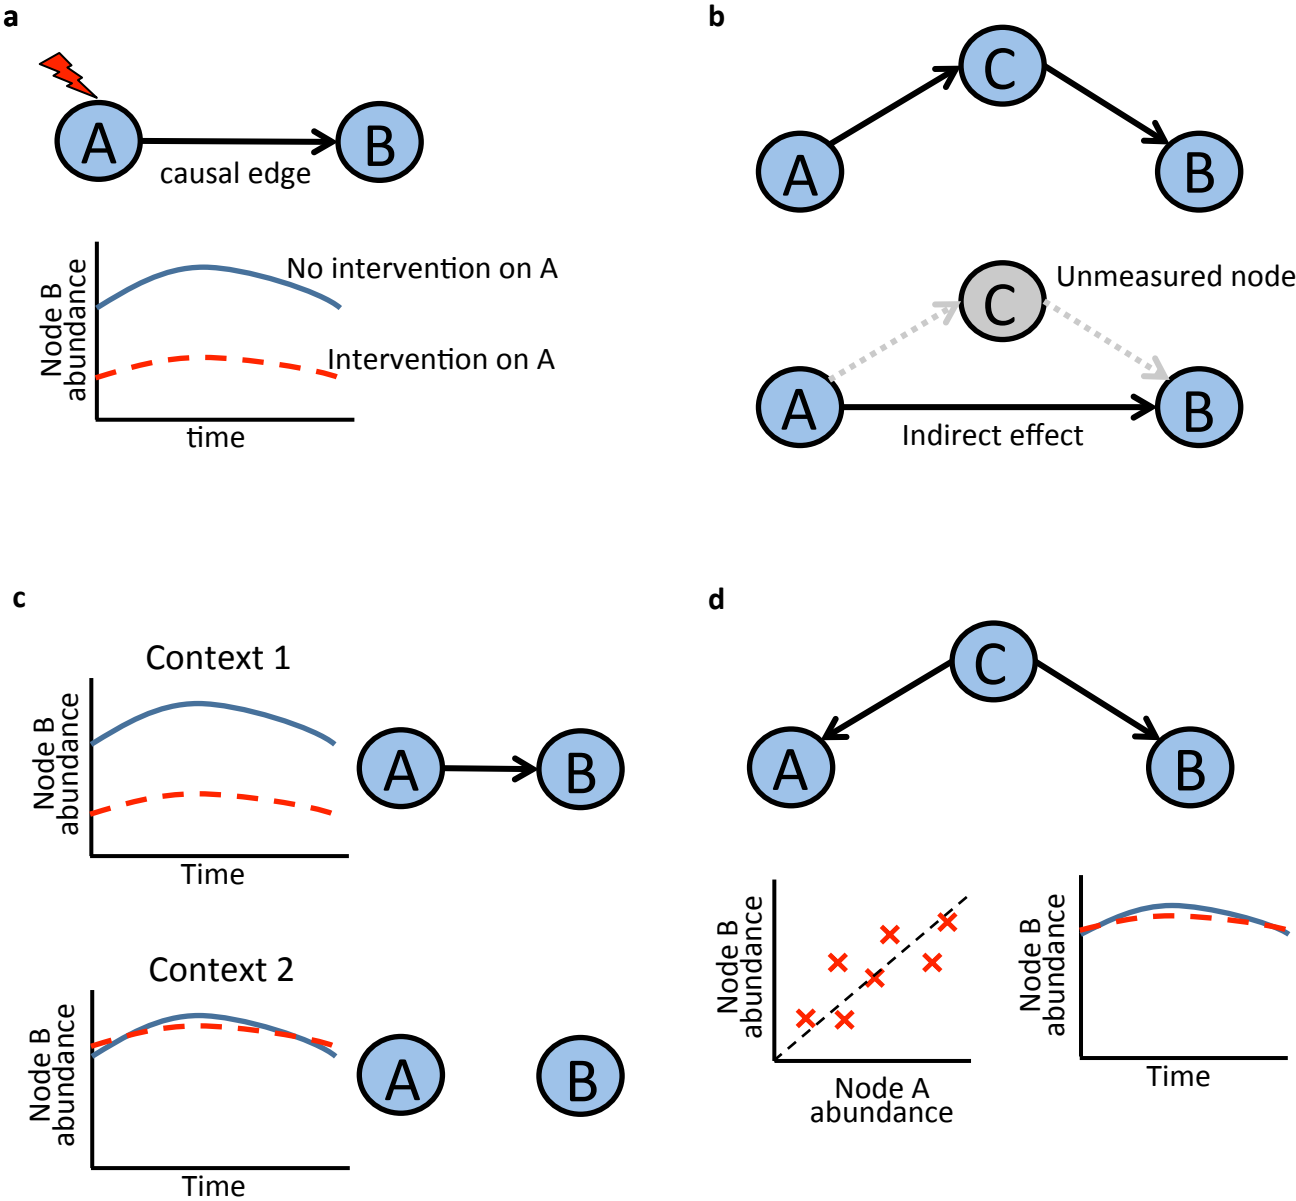 a
A
B
causal edge
Node B
abundance
No intervention on A
Intervention on A
time
b
C
A
B
Unmeasured node
C
A
B
Indirect effect
c
Context 1
Node B
abundance
Time
A
B
Context 2
Node B
abundance
Time
A
B
d
C
A
B
Node B
abundance
Node A
abundance
Node B
abundance
Time